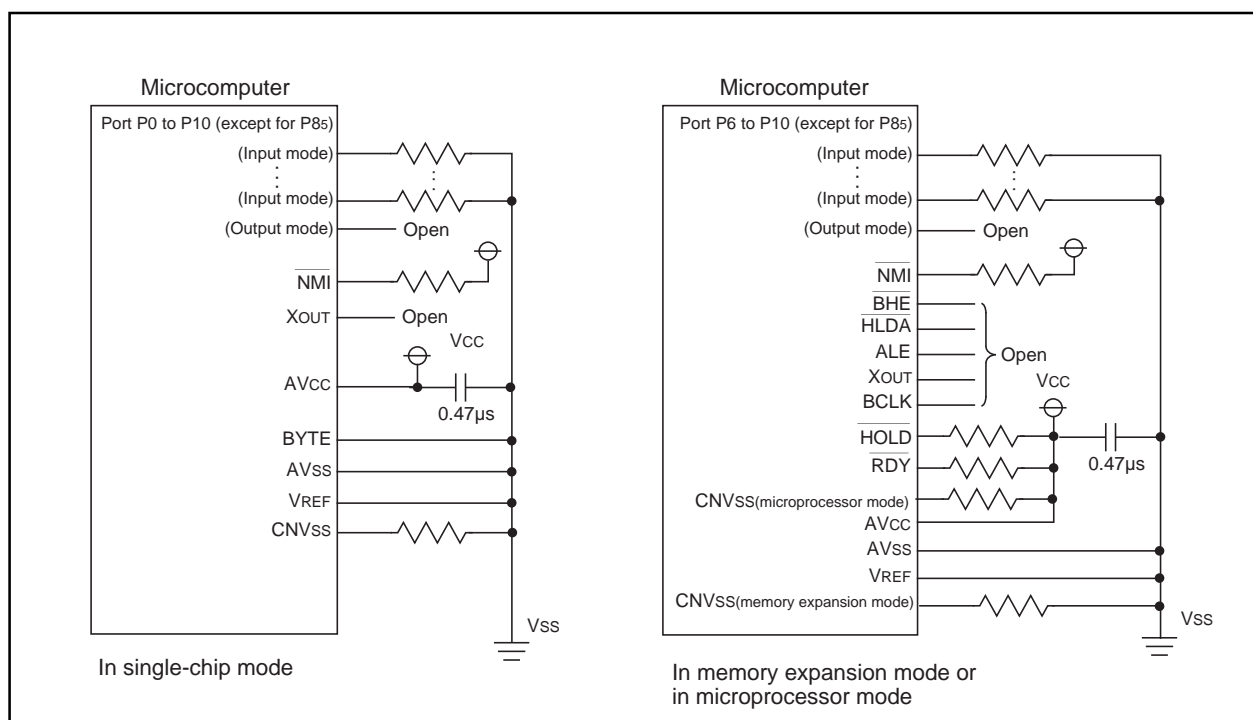 Microcomputer
Port P0 to P10 (except for P85)
(Input mode)
(Input mode)
(Output mode)
Open
NMI
XOUT
Open
VCC
AVCC
0.47µs
BYTE
AVSS
VREF
CNVSS
VSS
In single-chip mode
Microcomputer
Port P6 to P10 (except for P85)
(Input mode)
(Input mode)
(Output mode)
Open
NMI
BHE
HLDA
ALE
Open
XOUT
VCC
BCLK
HOLD
0.47µs
RDY
CNVSS(microprocessor mode)
AVCC
AVSS
VREF
CNVSS(memory expansion mode)
VSS
In memory expansion mode or
in microprocessor mode